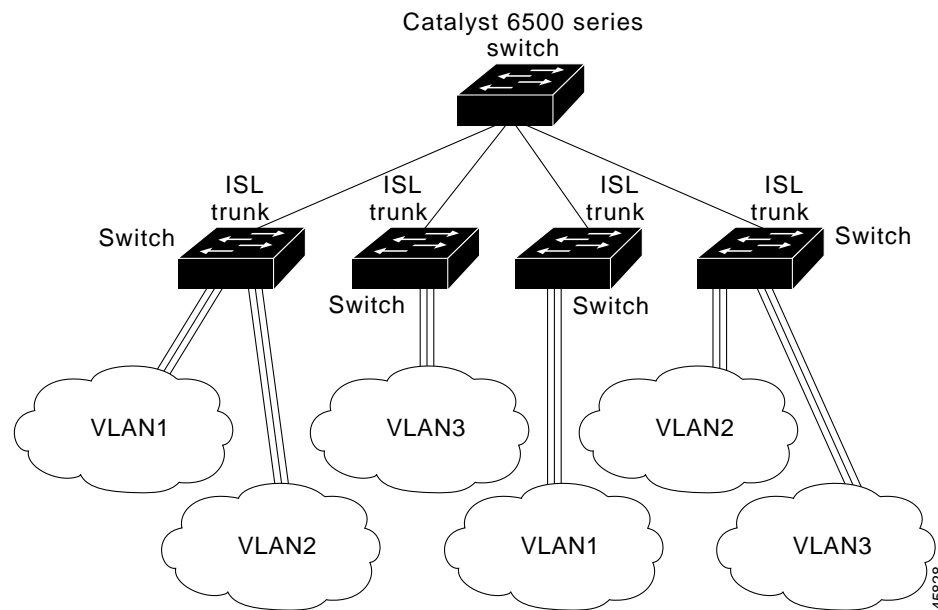 Catalyst 6500 series
switch
ISL
trunk
ISL
trunk
ISL
trunk
ISL
trunk
Switch
Switch
Switch
Switch
VLAN1
VLAN3
VLAN2
VLAN2
VLAN1
VLAN3